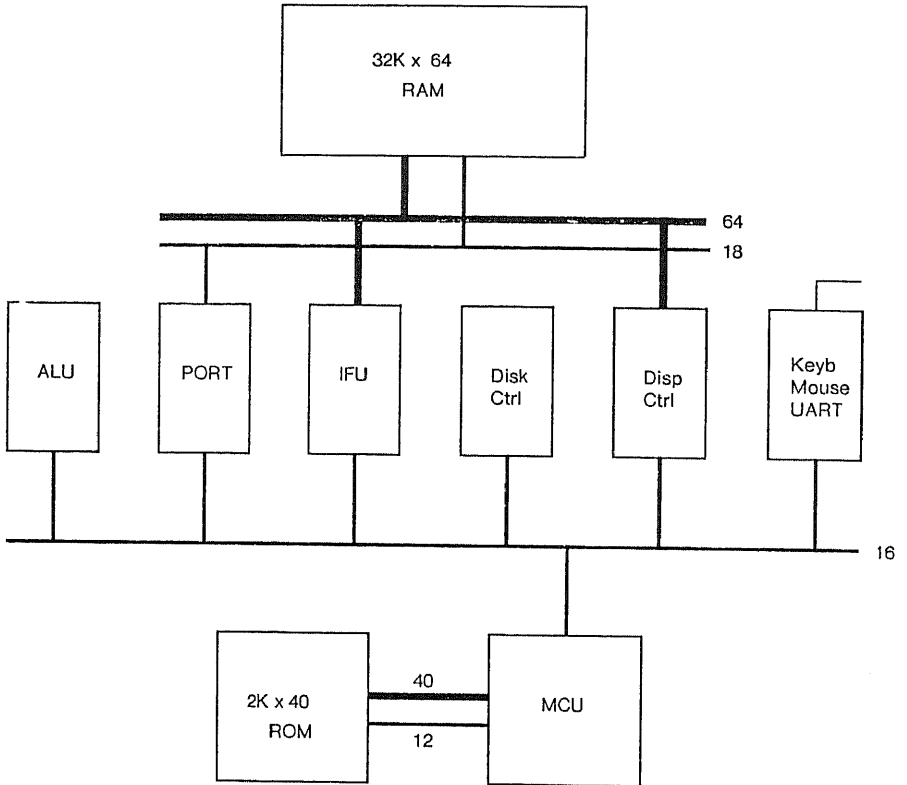 32K x 64
RAM
64
18
ALU
PORT
IFU
Disk
Ctrl
Disp
Ctrl
Keyb
Mouse
UART
16
2K x 40
ROM
40
12
MCU